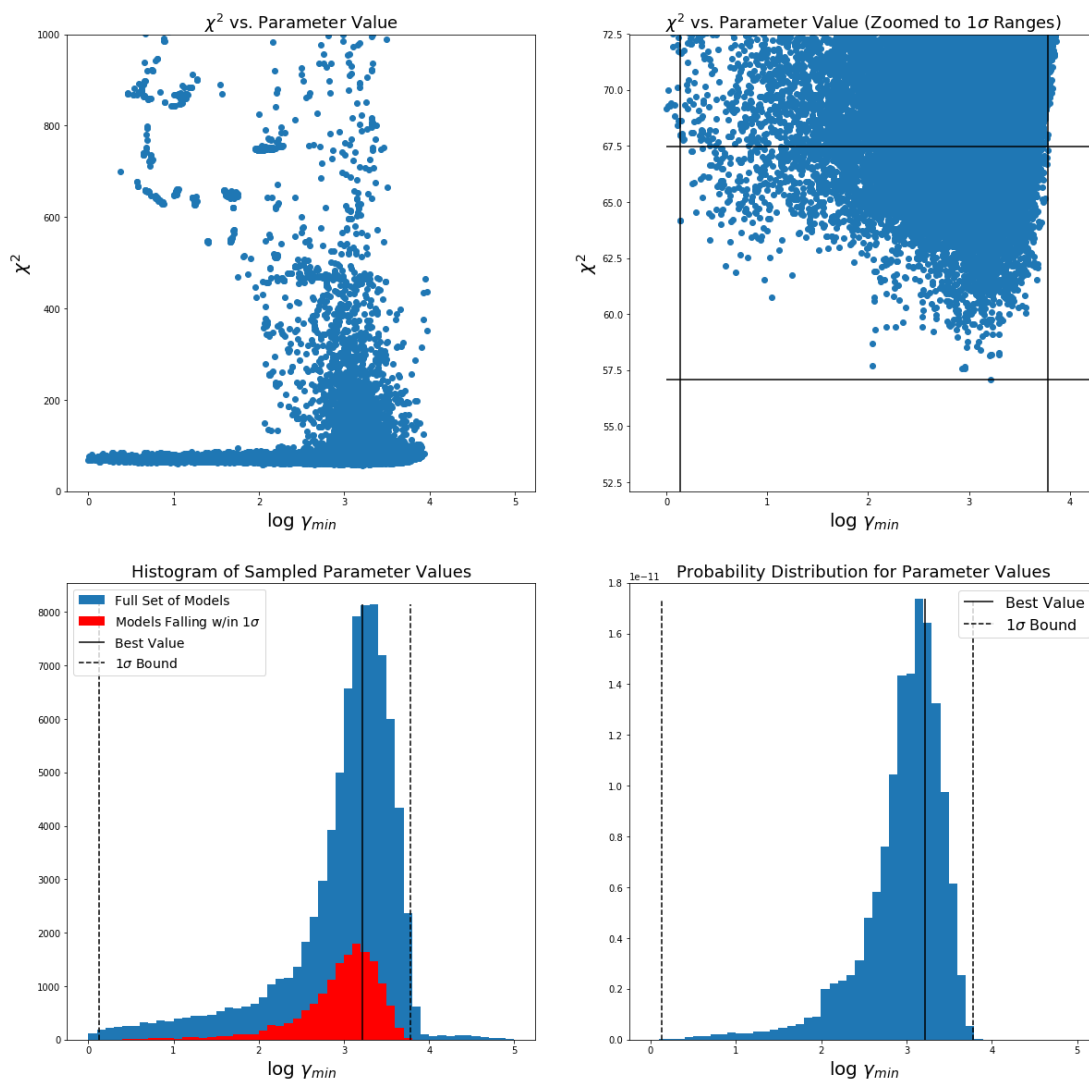 χ² vs. Parameter Value
1000
800
600
400
200
0
χ²
0 1 2 3 4 5
log γmin
χ² vs. Parameter Value (Zoomed to 1σ Ranges)
72.5
70.0
67.5
65.0
62.5
60.0
57.5
55.0
52.5
χ²
0 1 2 3 4
log γmin
Histogram of Sampled Parameter Values
Full Set of Models
Models Falling w/in 1σ
Best Value
1σ Bound
8000
7000
6000
5000
4000
3000
2000
1000
0
0 1 2 3 4 5
log γmin
Probability Distribution for Parameter Values
1e−11
Best Value
1σ Bound
1.8
1.6
1.4
1.2
1.0
0.8
0.6
0.4
0.2
0.0
0 1 2 3 4 5
log γmin